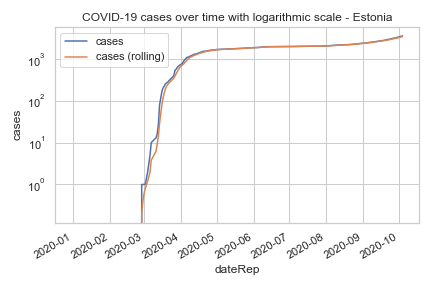 COVID-19 cases over time with logarithmic scale - Estonia
cases
cases (rolling)
10³
10²
10¹
10⁰
cases
2020-01
2020-02
2020-03
2020-04
2020-05
2020-06
2020-07
2020-08
2020-09
2020-10
dateRep